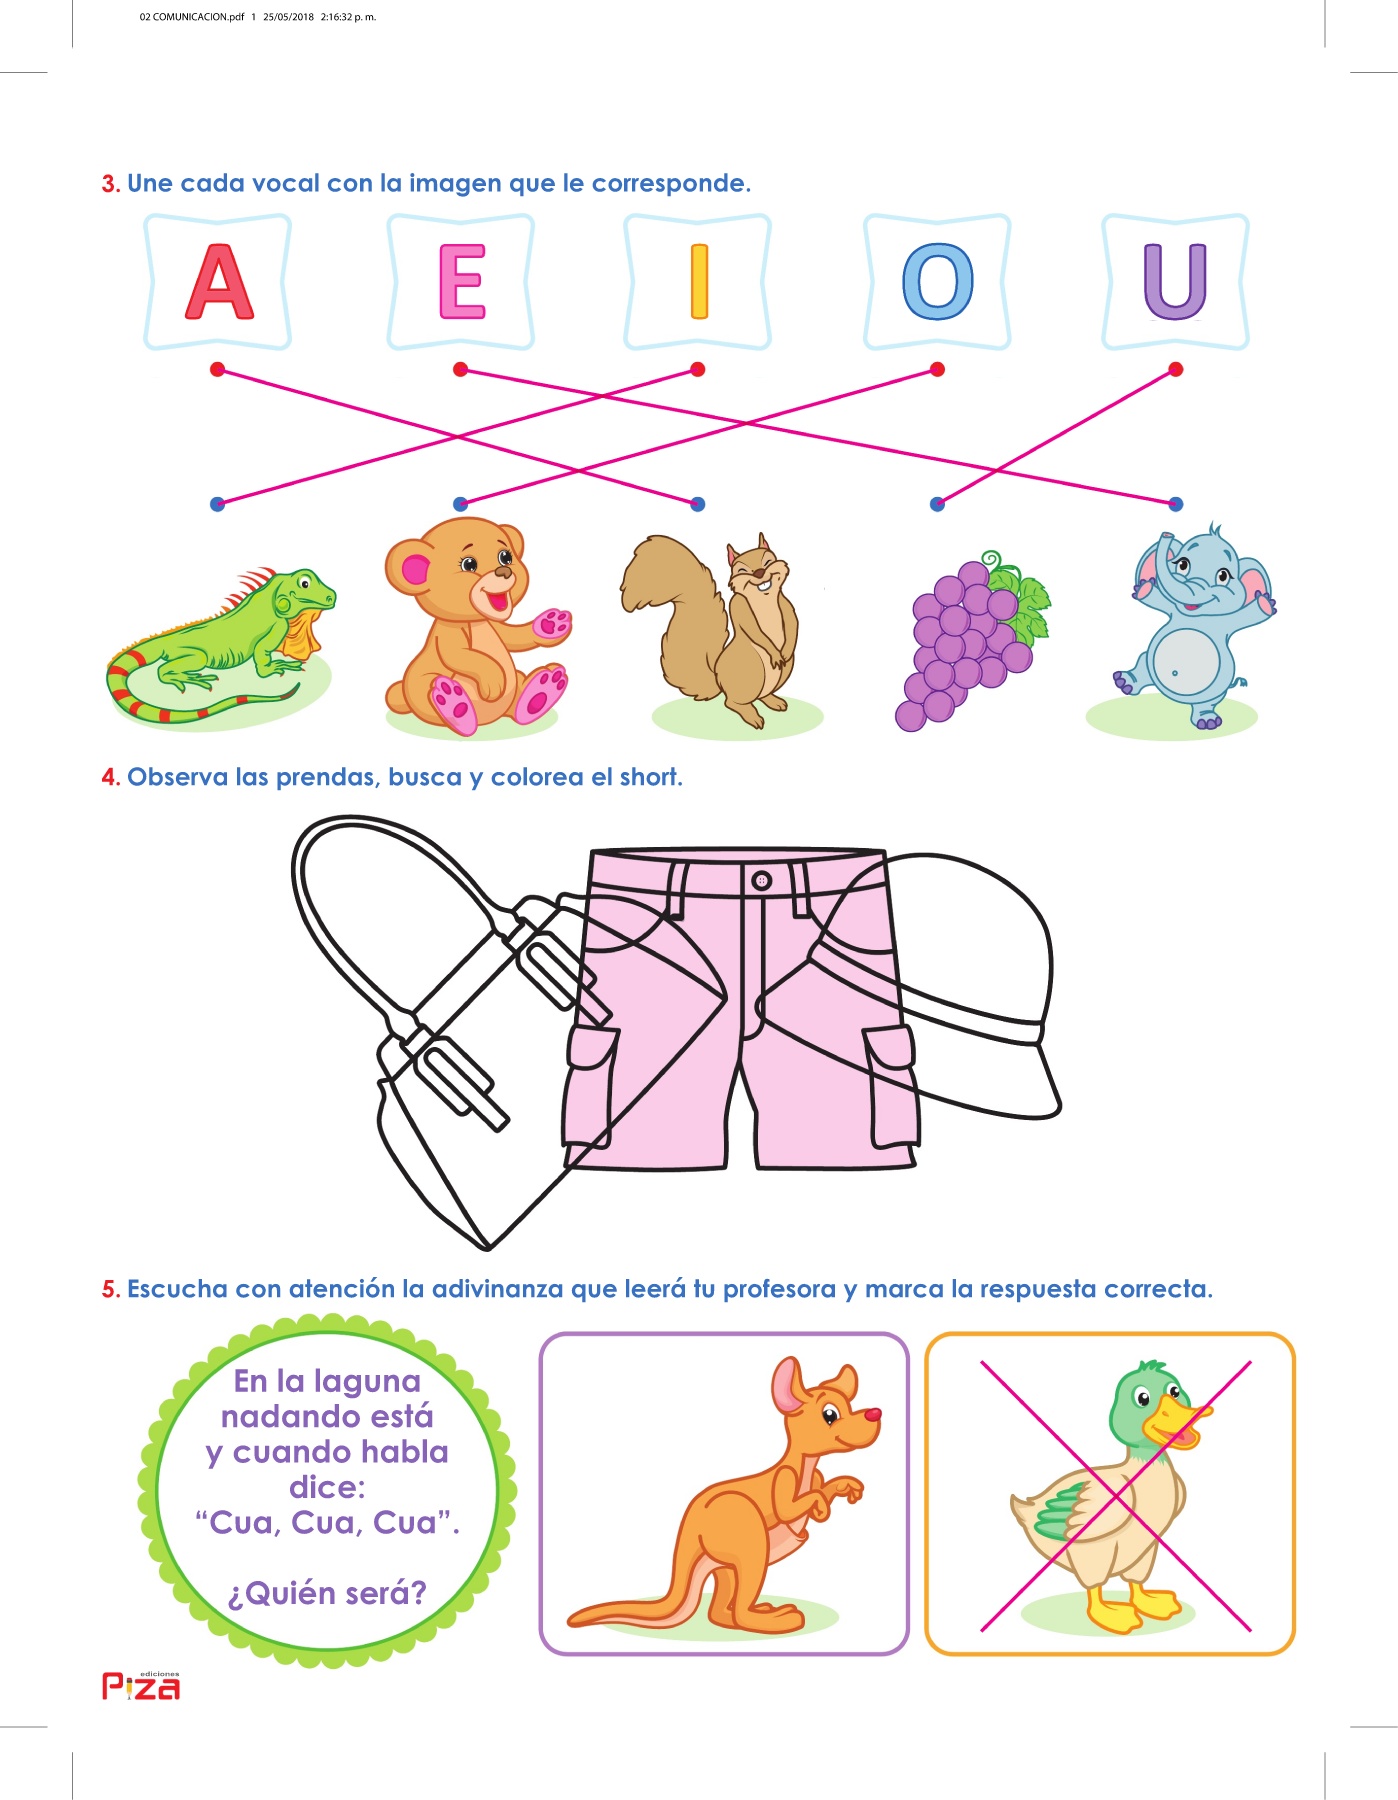 02 COMUNICACION.pdf 1 25/05/2018 2:16:32 p. m.
3. Une cada vocal con la imagen que le corresponde.
A E I O U
4. Observa las prendas, busca y colorea el short.
5. Escucha con atención la adivinanza que leerá tu profesora y marca la respuesta correcta.
En la laguna
nadando está
y cuando habla
dice:
“Cua, Cua, Cua”.
¿Quién será?
ediciones
Piza